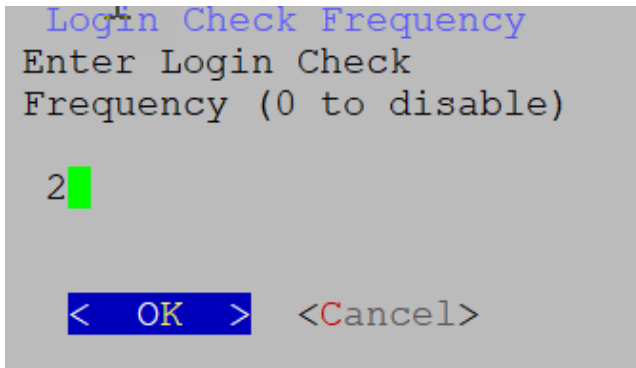 Login Check Frequency
Enter Login Check
Frequency (0 to disable)
2
< OK > <Cancel>